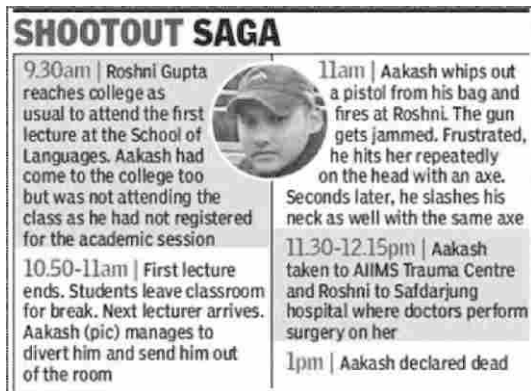 SHOOTOUT SAGA
9.30am | Roshni Gupta
reaches college as
usual to attend the first
lecture at the School of
Languages. Aakash had
come to the college too
but was not attending the
class as he had not registered
for the academic session
10.50-11am | First lecture
ends. Students leave classroom
for break. Next lecturer arrives.
Aakash (pic) manages to
divert him and send him out
of the room
11am | Aakash whips out
a pistol from his bag and
fires at Roshni. The gun
gets jammed. Frustrated,
he hits her repeatedly
on the head with an axe.
Seconds later, he slashes his
neck as well with the same axe
11.30-12.15pm | Aakash
taken to AIIMS Trauma Centre
and Roshni to Safdarjung
hospital where doctors perform
surgery on her
1pm | Aakash declared dead